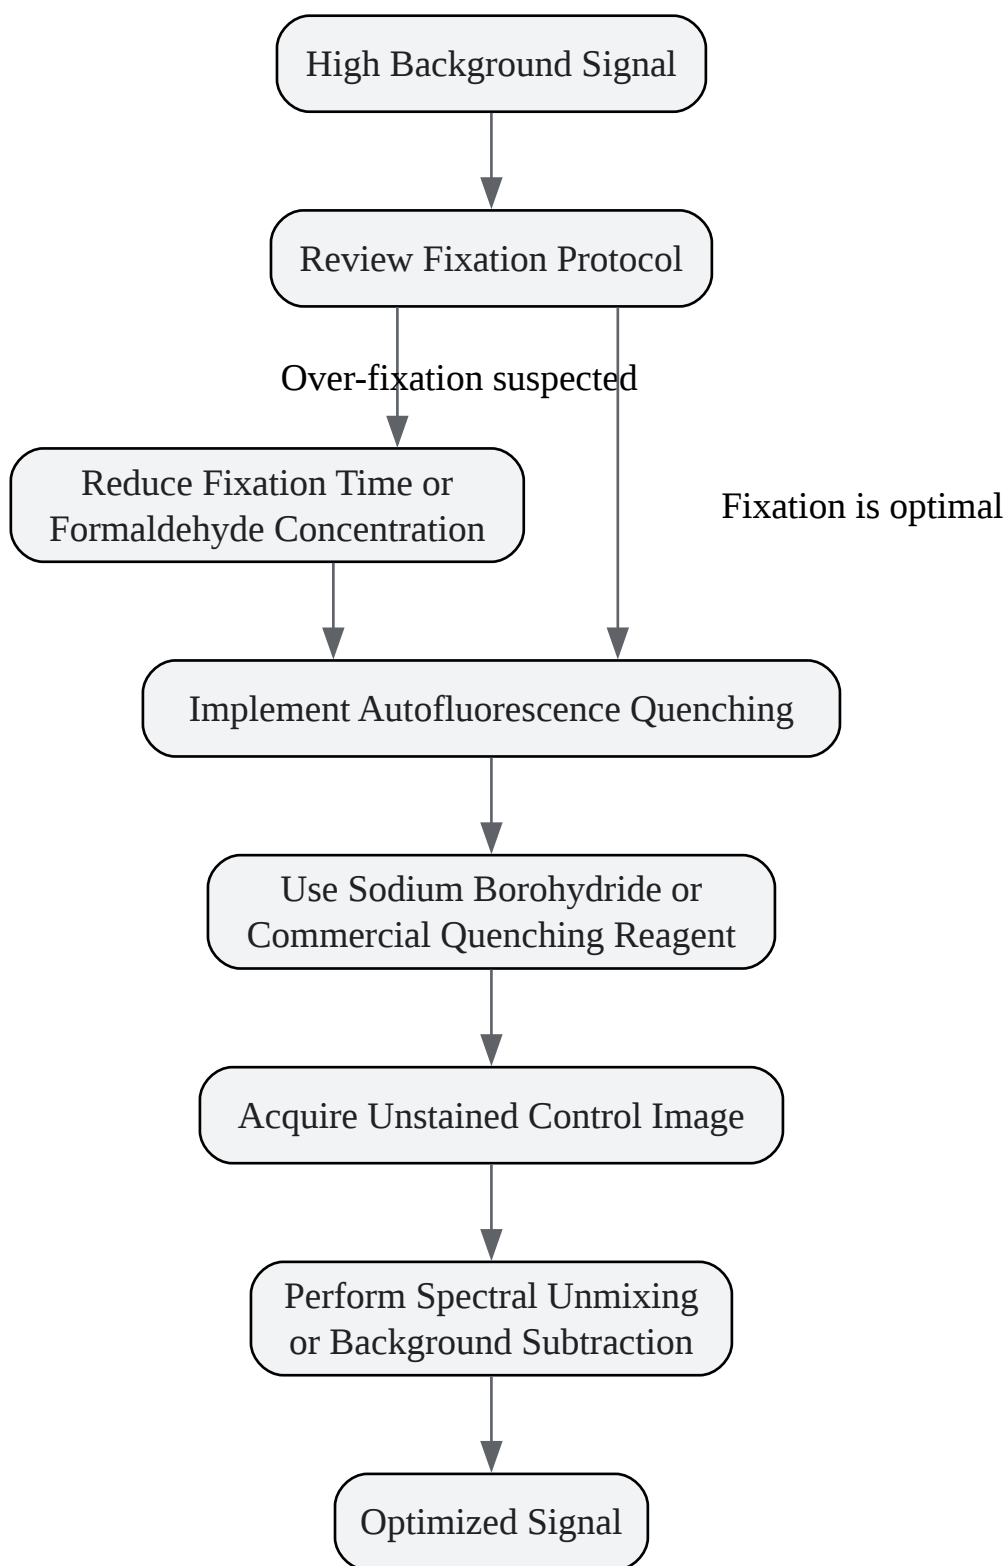 High Background Signal
Review Fixation Protocol
Over-fixation suspected
Reduce Fixation Time or
Formaldehyde Concentration
Fixation is optimal
Implement Autofluorescence Quenching
Use Sodium Borohydride or
Commercial Quenching Reagent
Acquire Unstained Control Image
Perform Spectral Unmixing
or Background Subtraction
Optimized Signal